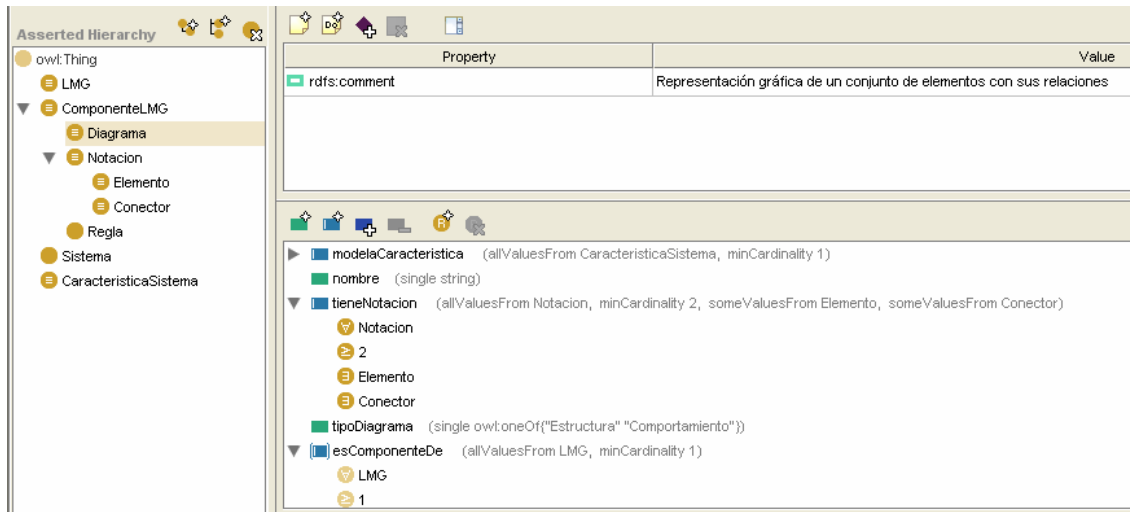 Asserted Hierarchy
owl:Thing
LMG
ComponenteLMG
Diagrama
Notacion
Elemento
Conector
Regla
Sistema
CaracteristicaSistema
Property Value
rdfs:comment Representación gráfica de un conjunto de elementos con sus relaciones
modelaCaracteristica (allValuesFrom CaracteristicaSistema, minCardinality 1)
nombre (single string)
tieneNotacion (allValuesFrom Notacion, minCardinality 2, someValuesFrom Elemento, someValuesFrom Conector)
∀ Notacion
≥ 2
∃ Elemento
∃ Conector
tipoDiagrama (single owl:oneOf{"Estructura" "Comportamiento"})
esComponenteDe (allValuesFrom LMG, minCardinality 1)
∀ LMG
≥ 1